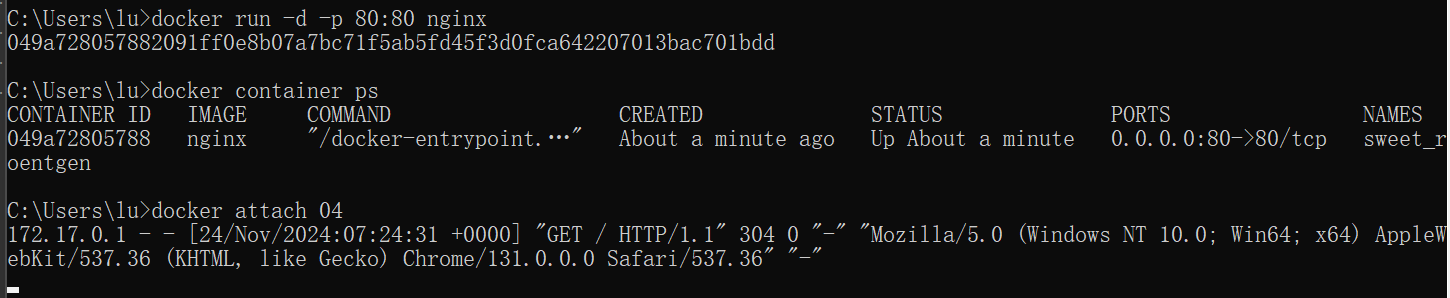 C:\Users\lu>docker run -d -p 80:80 nginx
049a728057882091ff0e8b07a7bc71f5ab5fd45f3d0fca642207013bac701bdd
C:\Users\lu>docker container ps
CONTAINER ID   IMAGE     COMMAND                   CREATED              STATUS              PORTS                NAMES
049a72805788   nginx     "/docker-entrypoint.…"   About a minute ago   Up About a minute   0.0.0.0:80->80/tcp   sweet_r
oentgen
C:\Users\lu>docker attach 04
172.17.0.1 - - [24/Nov/2024:07:24:31 +0000] "GET / HTTP/1.1" 304 0 "-" "Mozilla/5.0 (Windows NT 10.0; Win64; x64) AppleW
ebKit/537.36 (KHTML, like Gecko) Chrome/131.0.0.0 Safari/537.36" "-"